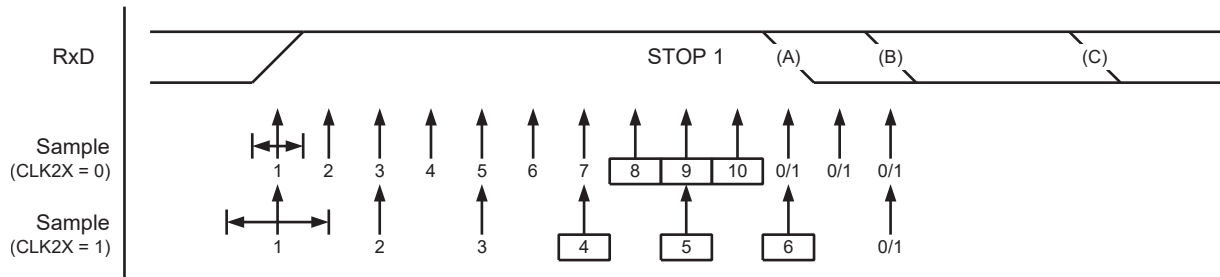 RxD STOP 1 (A) (B) (C)
Sample
(CLK2X = 0)
1 2 3 4 5 6 7 8 9 10 0/1 0/1 0/1
Sample
(CLK2X = 1)
1 2 3 4 5 6 0/1